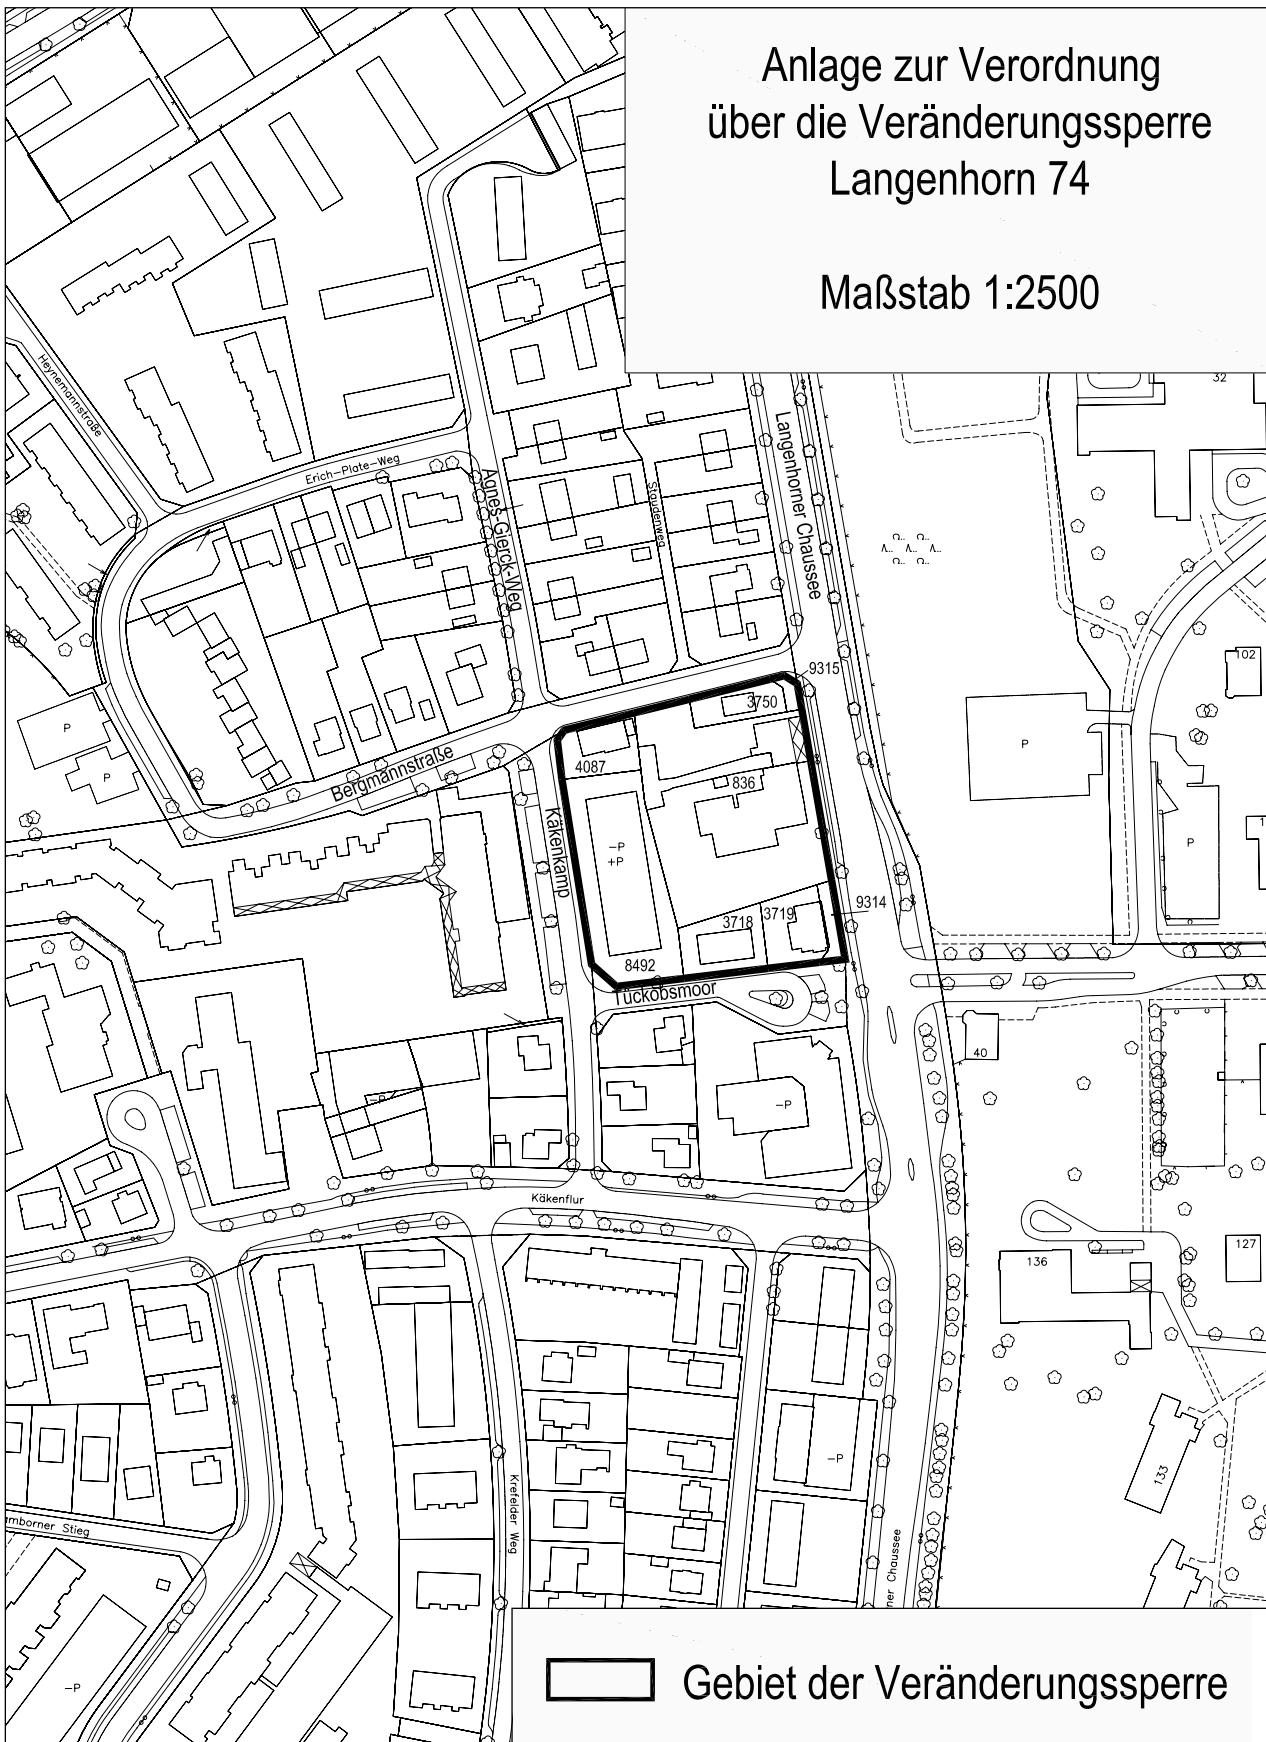 Anlage zur Verordnung
über die Veränderungssperre
Langenhorn 74
Maßstab 1:2500
32
Heynemannstraße
Erich-Plate-Weg
Agnes-Gierck-Weg
Staudenweg
Langenhorner Chaussee
102
9315
3750
P
P
P
4087
836
Bergmannstraße
Käkenkamp
-P
+P
P
1
9314
3718
3719
8492
Tückobsmoor
40
-P
-P
Käkenflur
127
136
-P
133
Krefelder Weg
mborner Stieg
ner Chaussee
-P
Gebiet der Veränderungssperre